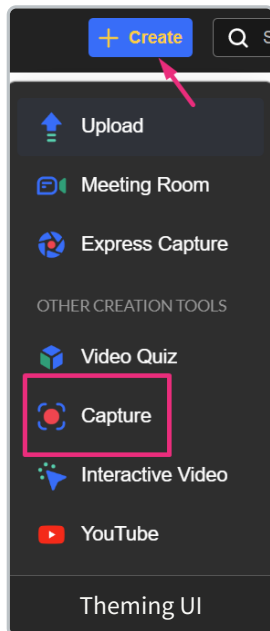 + Create
Upload
Meeting Room
Express Capture
OTHER CREATION TOOLS
Video Quiz
Capture
Interactive Video
YouTube
Theming UI